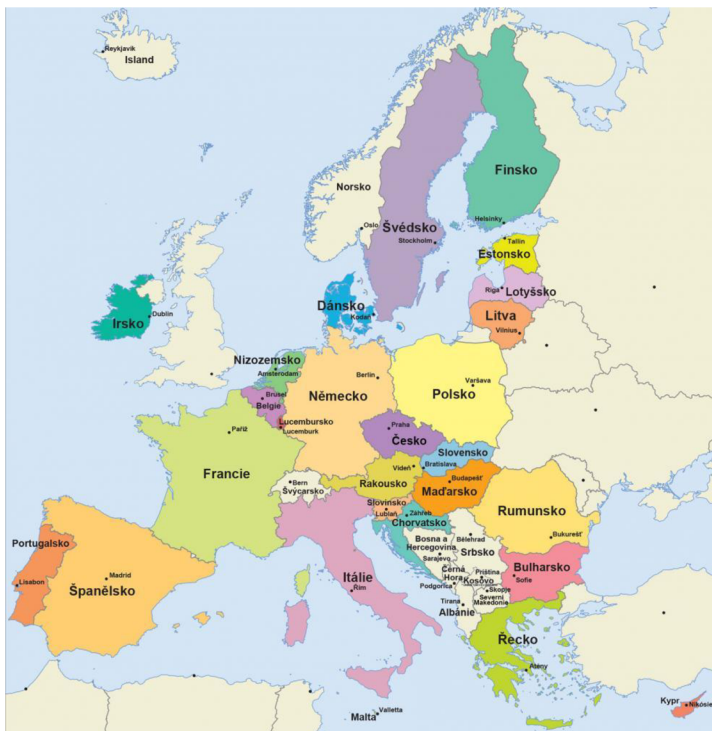 Reykjavík
Island
Finsko
Norsko
Švédsko
Helsinky
Oslo
Stockholm
Tallin
Estonsko
Riga
Lotyšsko
Dánsko
Kodaň
Litva
Vilnius
Dublin
Irsko
Nizozemsko
Amsterodam
Berlin
Varšava
Německo
Polsko
Brusel
Belgie
Lucembursko
Lucemburk
Praha
Česko
Paříž
Slovensko
Bratislava
Videň
Rakousko
Budapešť
Maďarsko
Francie
Bern
Švýcarsko
Slovinsko
Lublaň
Záhřeb
Chorvatsko
Rumunsko
Bukurešť
Bosna a
Hercegovina
Sarajevo
Bělehrad
Srbsko
Portugalsko
Lisabon
Madrid
Španělsko
Itálie
Řím
Černá
Hora
Podgorica
Priština
Kosovo
Bulharsko
Sofie
Skopje
Severní
Makedonie
Tirana
Albánie
Řecko
Atény
Malta
Valletta
Kypr
Nikósie